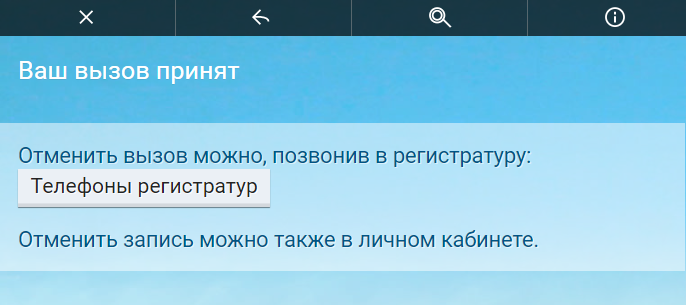 Ваш вызов принят
Отменить вызов можно, позвонив в регистратуру:
Телефоны регистратур
Отменить запись можно также в личном кабинете.